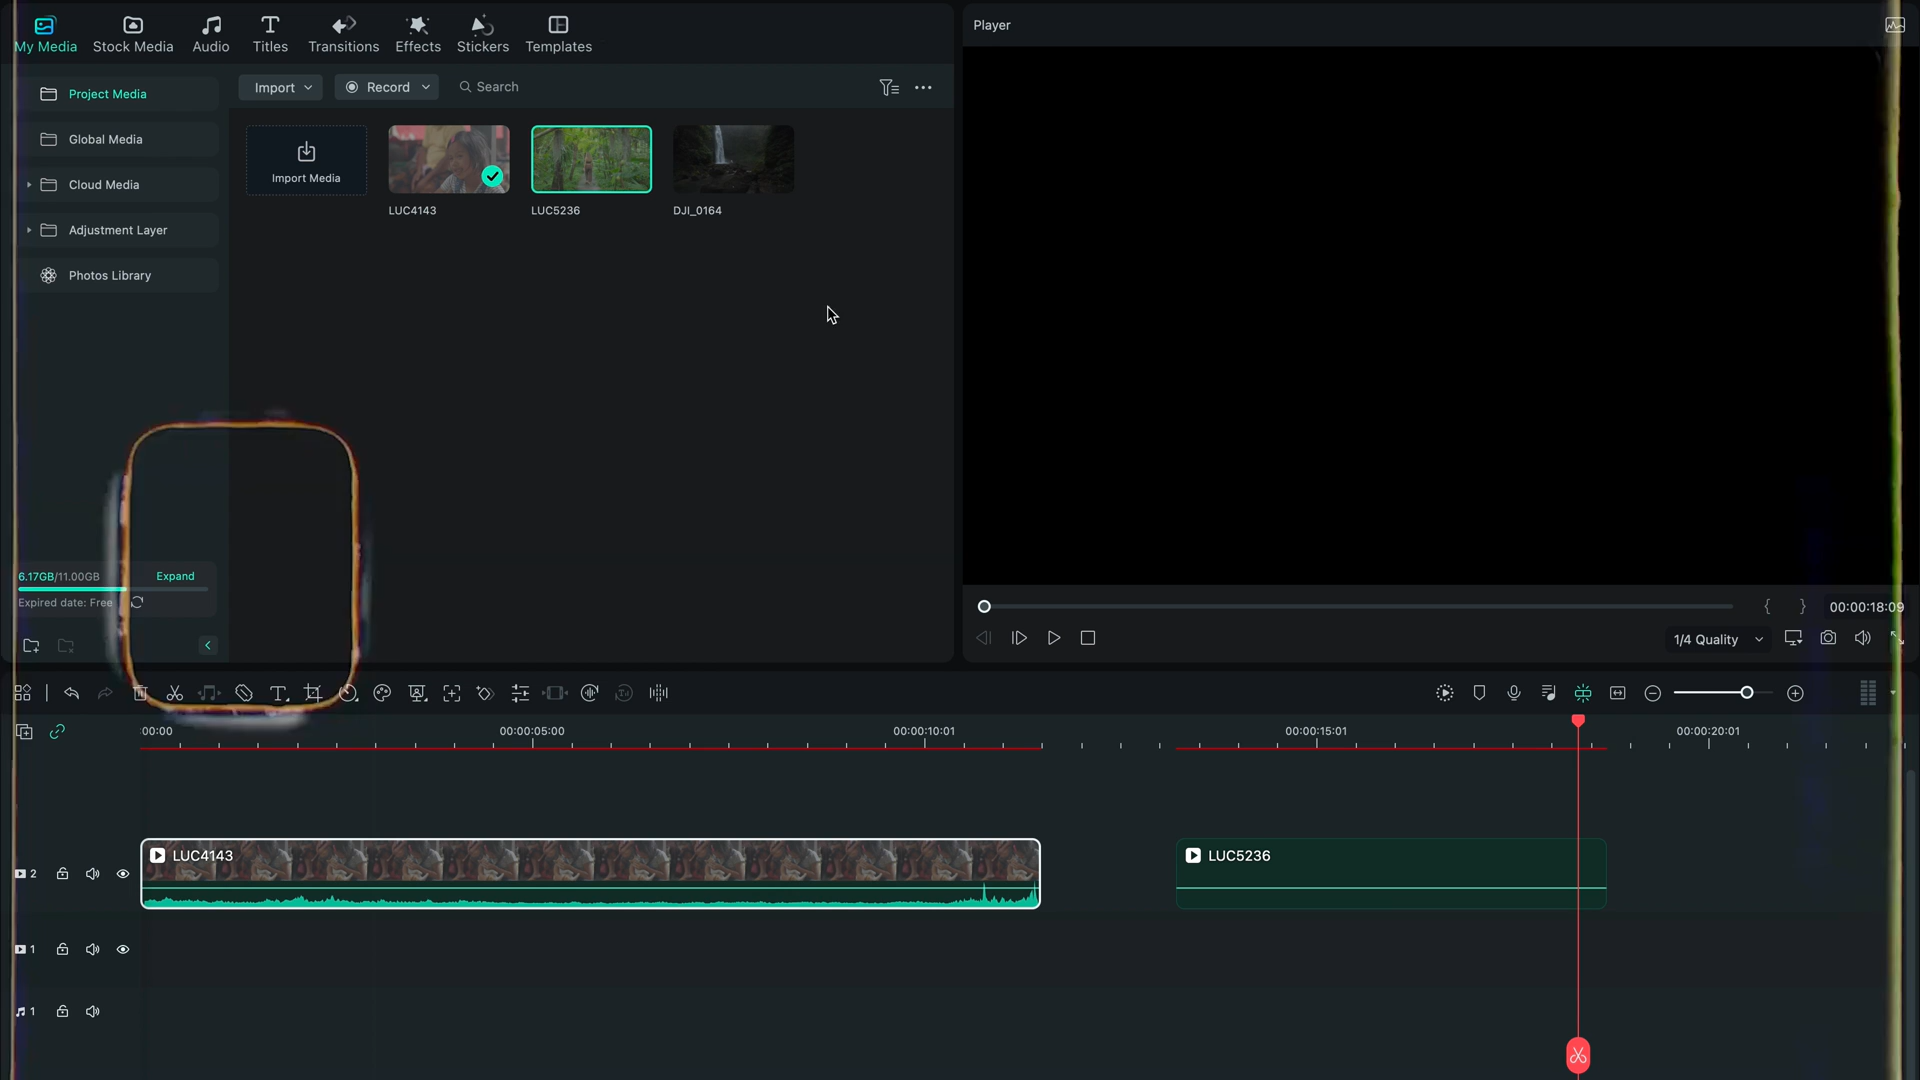 My Media
Stock Media
Audio
Titles
Transitions
Effects
Stickers
Templates
Player
Project Media
Global Media
Cloud Media
Adjustment Layer
Photos Library
Import
Record
Search
Import Media
LUC4143
LUC5236
DJI_0164
6.17GB/11.00GB
Expand
Expired date: Free
{ }
00:00:18:09
1/4 Quality
:00:00
00:00:05:00
00:00:10:01
00:00:15:01
00:00:20:01
LUC4143
LUC5236
2
1
1